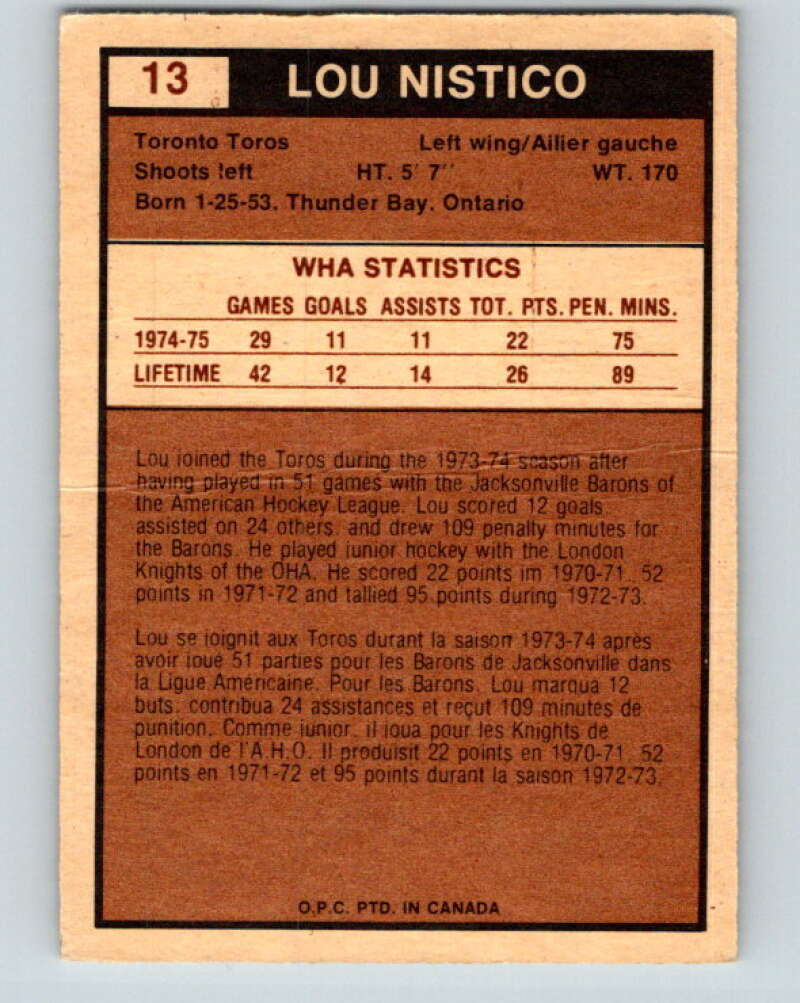 13 LOU NISTICO
Toronto Toros Left wing/Ailier gauche
Shoots left HT. 5' 7" WT. 170
Born 1-25-53. Thunder Bay. Ontario
WHA STATISTICS
GAMES GOALS ASSISTS TOT. PTS. PEN. MINS.
1974-75 29 11 11 22 75
LIFETIME 42 12 14 26 89
Lou joined the Toros during the 1973-74 season after
having played in 51 games with the Jacksonville Barons of
the American Hockey League. Lou scored 12 goals,
assisted on 24 others, and drew 109 penalty minutes for
the Barons. He played junior hockey with the London
Knights of the OHA. He scored 22 points im 1970-71, 52
points in 1971-72 and tallied 95 points during 1972-73.
Lou se joignit aux Toros durant la saison 1973-74 après
avoir joué 51 parties pour les Barons de Jacksonville dans
la Ligue Américaine. Pour les Barons, Lou marqua 12
buts, contribua 24 assistances et reçut 109 minutes de
punition. Comme junior, il joua pour les Knights de
London de l'A.H.O. Il produisit 22 points en 1970-71, 52
points en 1971-72 et 95 points durant la saison 1972-73.
O.P.C. PTD. IN CANADA